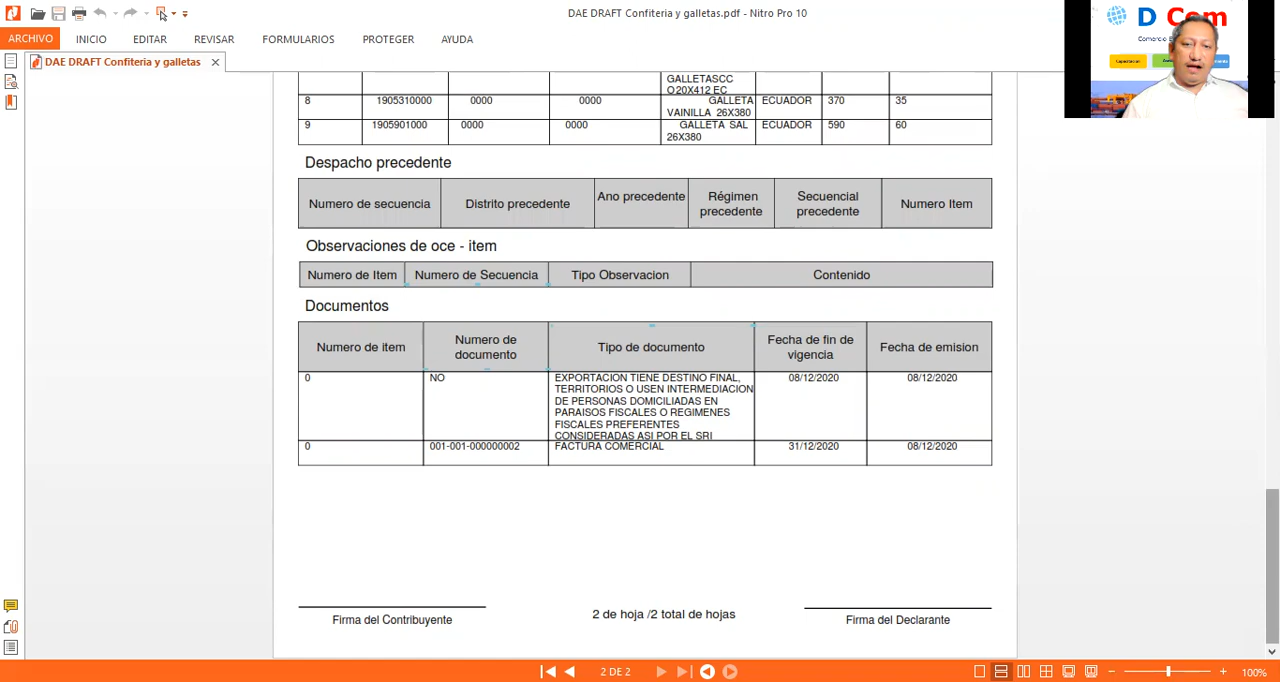 DAE DRAFT Confiteria y galletas.pdf - Nitro Pro 10
ARCHIVO INICIO EDITAR REVISAR FORMULARIOS PROTEGER AYUDA
D Com
DAE DRAFT Confiteria y galletas
GALLETASCC
O20X412 EC
8 1905310000 0000 0000 GALLETA ECUADOR 370 35
VAINILLA 26X380
9 1905901000 0000 0000 GALLETA SAL ECUADOR 590 60
26X380
Despacho precedente
Numero de secuencia Distrito precedente Ano precedente Régimen precedente Secuencial precedente Numero Item
Observaciones de oce - item
Numero de Item Numero de Secuencia Tipo Observacion Contenido
Documentos
Numero de item Numero de documento Tipo de documento Fecha de fin de vigencia Fecha de emision
0 NO EXPORTACION TIENE DESTINO FINAL, 08/12/2020 08/12/2020
TERRITORIOS O USEN INTERMEDIACION
DE PERSONAS DOMICILIADAS EN
PARAISOS FISCALES O REGIMENES
FISCALES PREFERENTES
CONSIDERADAS ASI POR EL SRI
0 001-001-000000002 FACTURA COMERCIAL 31/12/2020 08/12/2020
Firma del Contribuyente
2 de hoja /2 total de hojas
Firma del Declarante
2 DE 2
100%